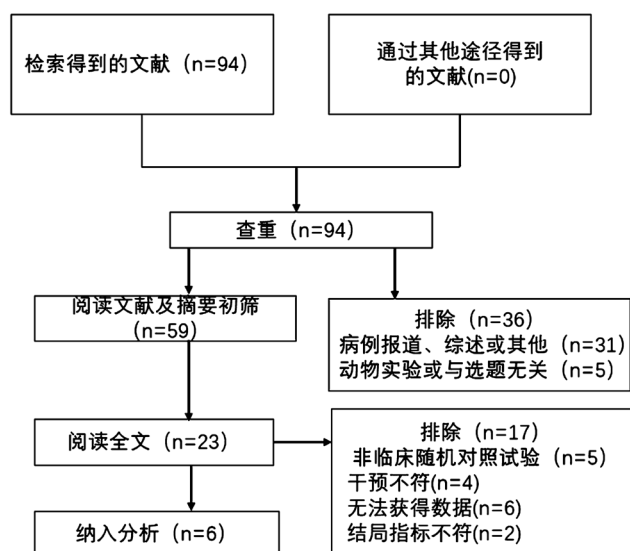 检索得到的文献（n=94）
通过其他途径得到
的文献(n=0)
查重（n=94）
阅读文献及摘要初筛
（n=59）
排除（n=36）
病例报道、综述或其他（n=31）
动物实验或与选题无关（n=5）
阅读全文（n=23）
排除（n=17）
非临床随机对照试验（n=5）
干预不符(n=4）
无法获得数据(n=6）
结局指标不符(n=2）
纳入分析（n=6）